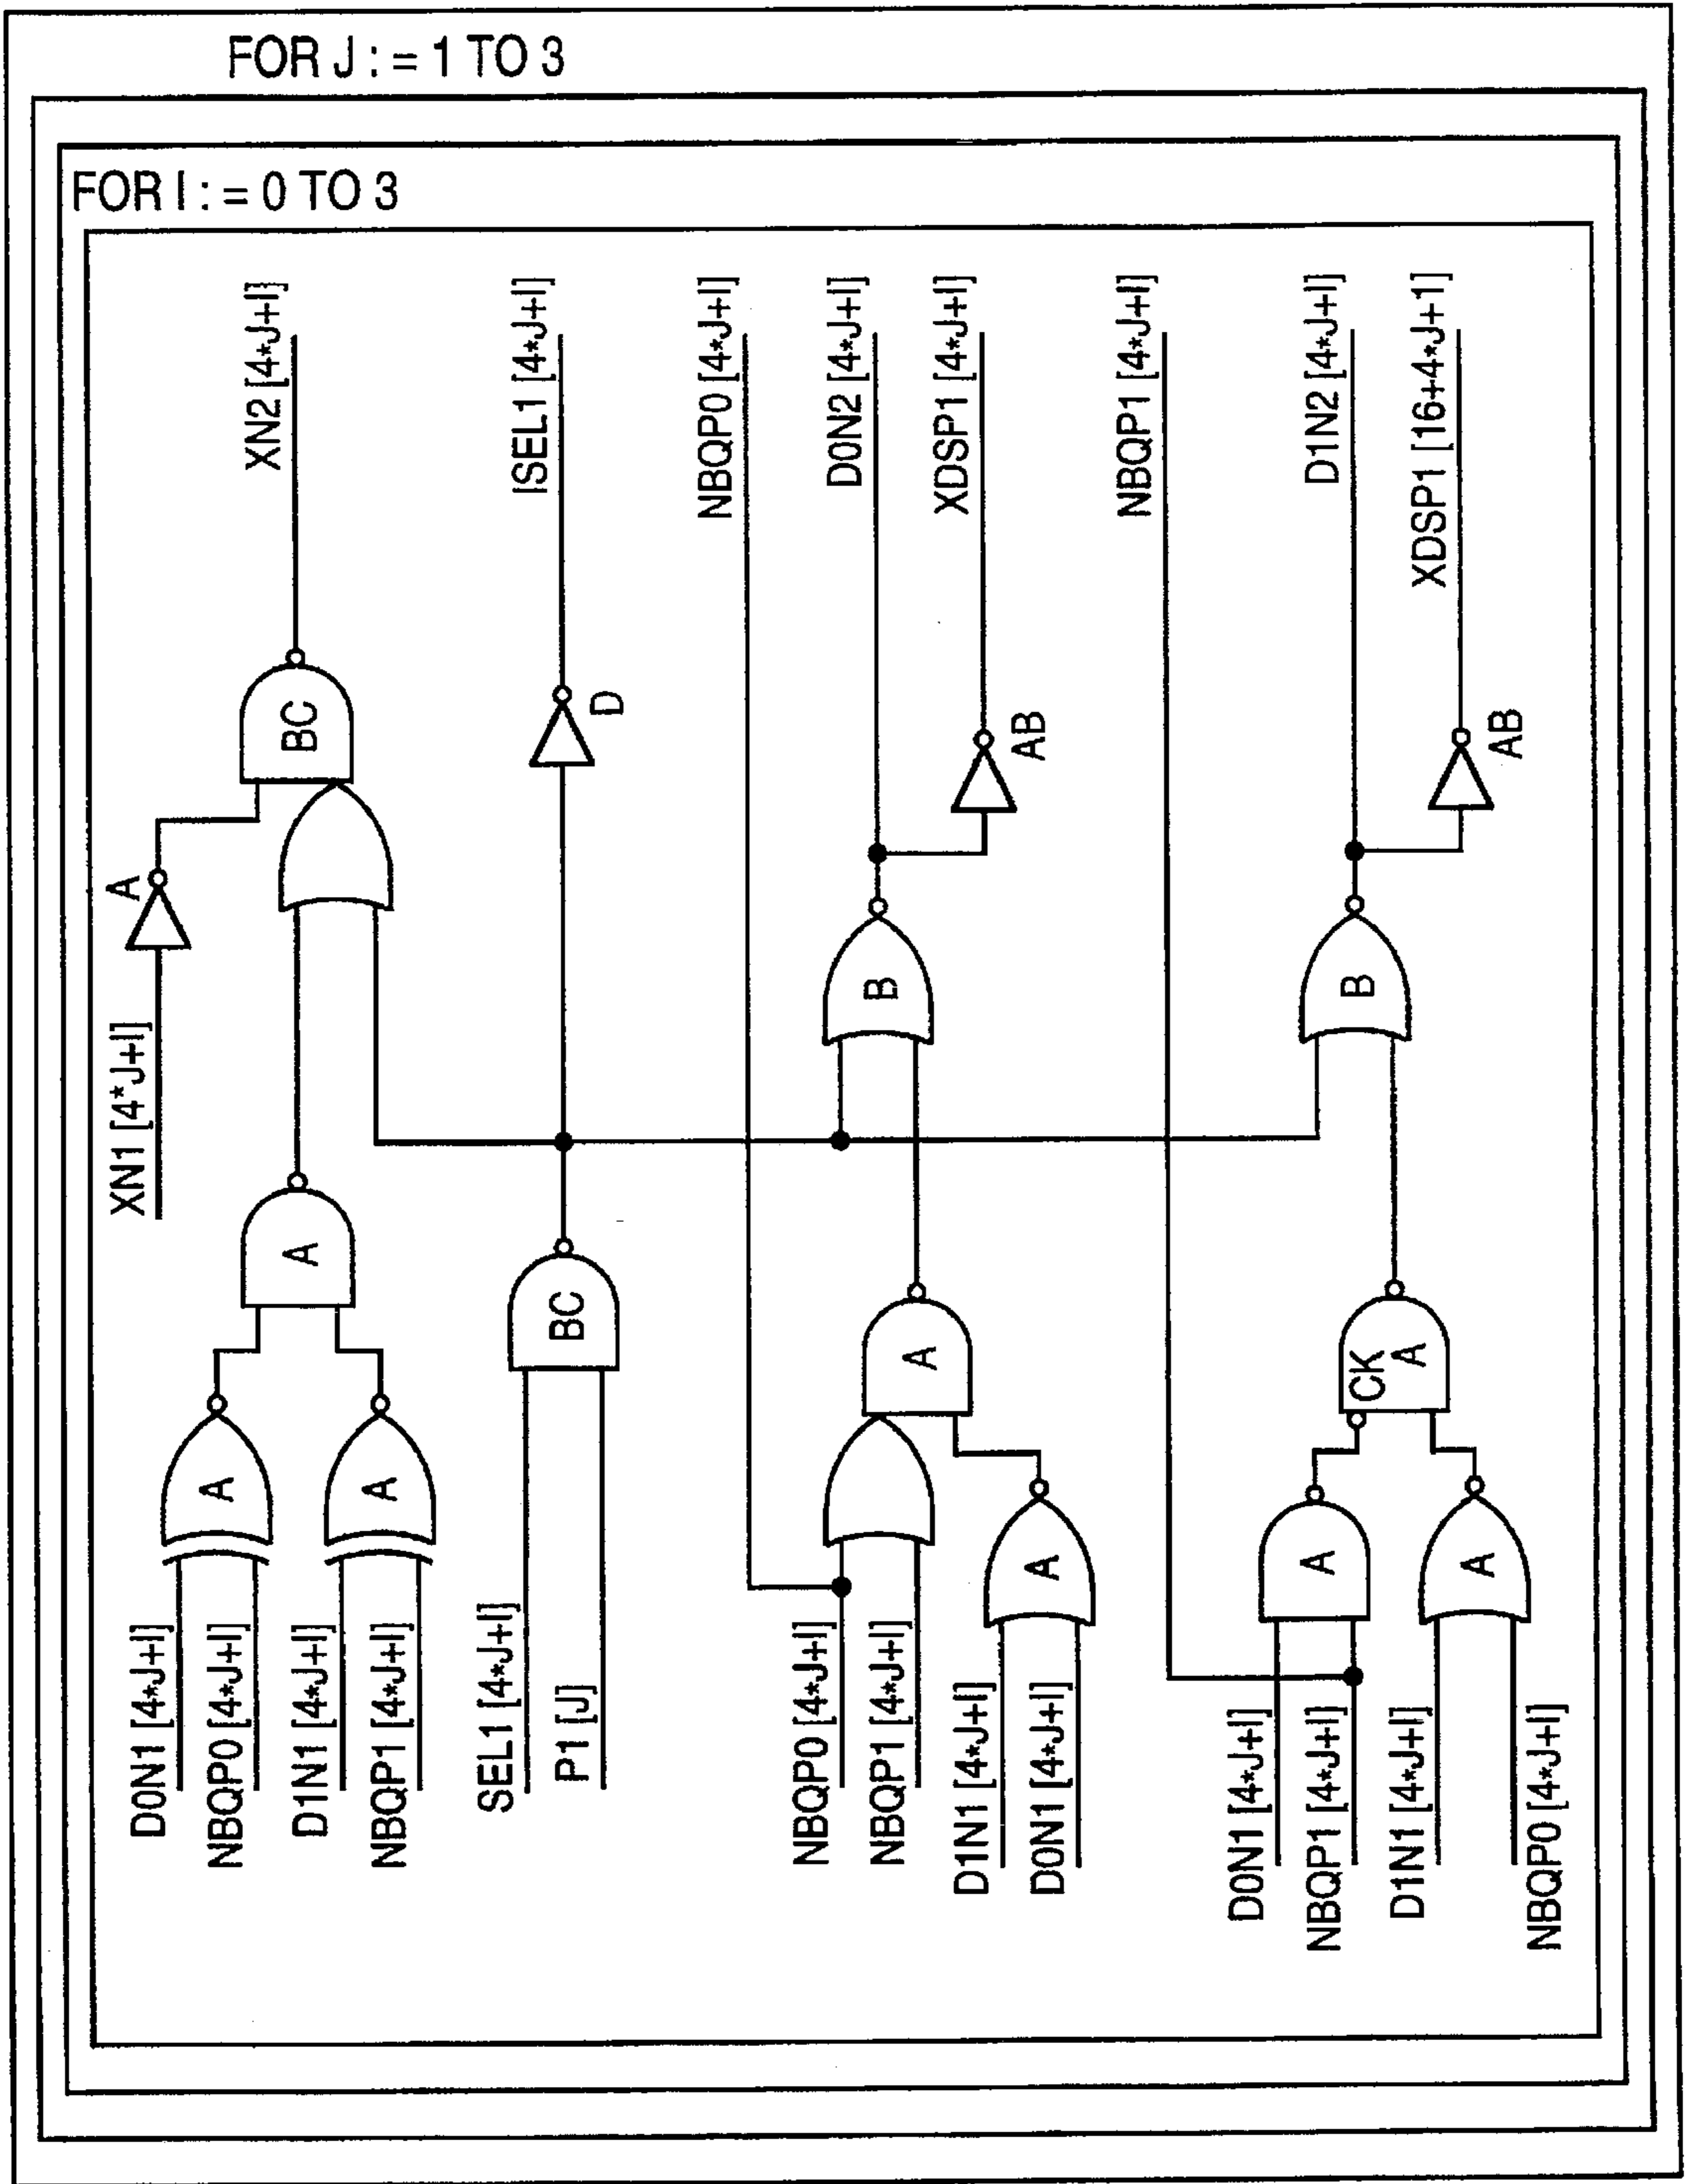 FOR J : = 1 TO 3
FOR I : = 0 TO 3
XN1 [4*J+I]
A
D0N1 [4*J+I]
NBQP0 [4*J+I]
A
D1N1 [4*J+I]
NBQP1 [4*J+I]
A
A
BC
XN2 [4*J+I]
SEL1 [4*J+I]
P1 [J]
BC
D
ISEL1 [4*J+I]
NBQP0 [4*J+I]
NBQP0 [4*J+I]
NBQP1 [4*J+I]
D1N1 [4*J+I]
D0N1 [4*J+I]
A
A
B
D0N2 [4*J+I]
AB
XDSP1 [4*J+I]
NBQP1 [4*J+I]
D0N1 [4*J+I]
NBQP1 [4*J+I]
A
D1N1 [4*J+I]
NBQP0 [4*J+I]
A
CK
A
B
D1N2 [4*J+I]
AB
XDSP1 [16+4*J+1]